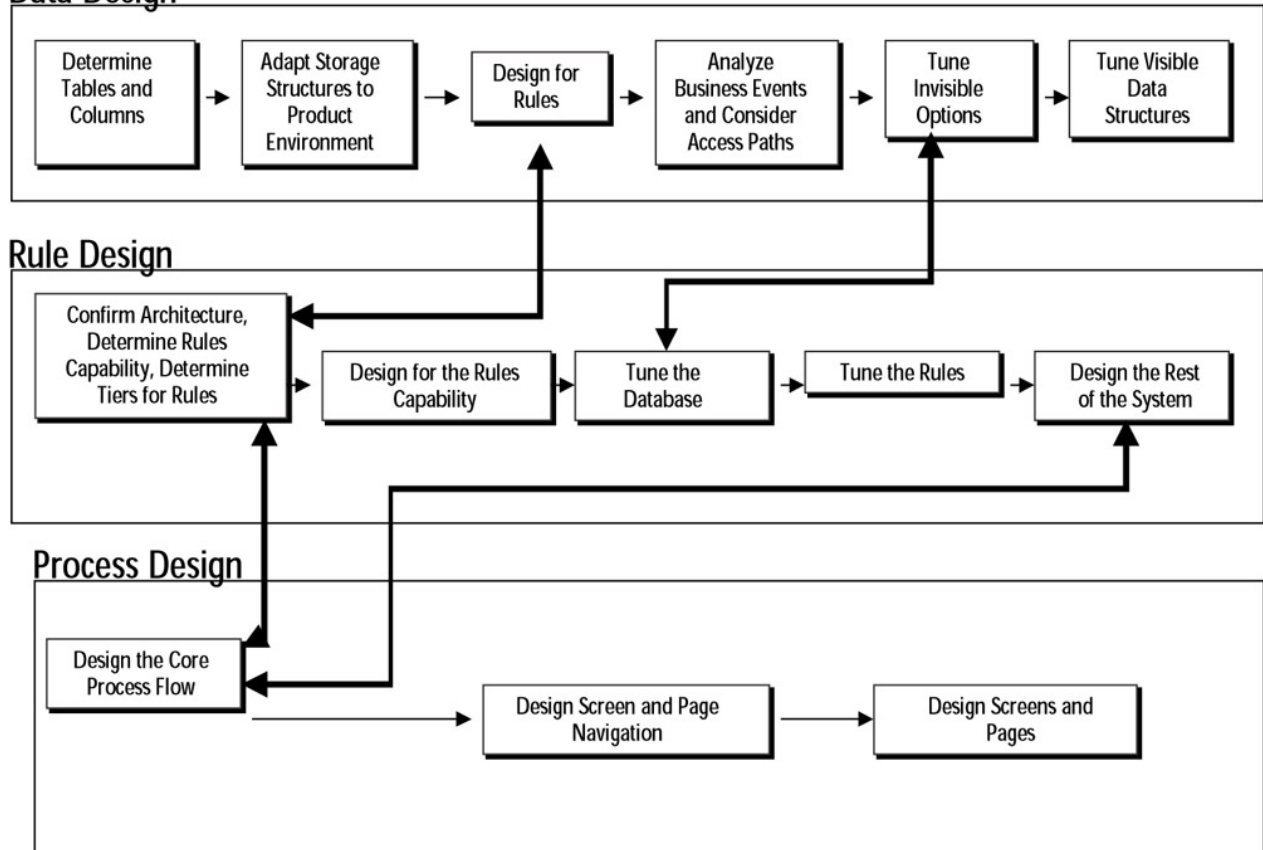 Data Design
Determine
Tables and
Columns
Adapt Storage
Structures to
Product
Environment
Design for
Rules
Analyze
Business Events
and Consider
Access Paths
Tune
Invisible
Options
Tune Visible
Data
Structures
Rule Design
Confirm Architecture,
Determine Rules
Capability, Determine
Tiers for Rules
Design for the Rules
Capability
Tune the
Database
Tune the Rules
Design the Rest
of the System
Process Design
Design the Core
Process Flow
Design Screen and Page
Navigation
Design Screens and
Pages